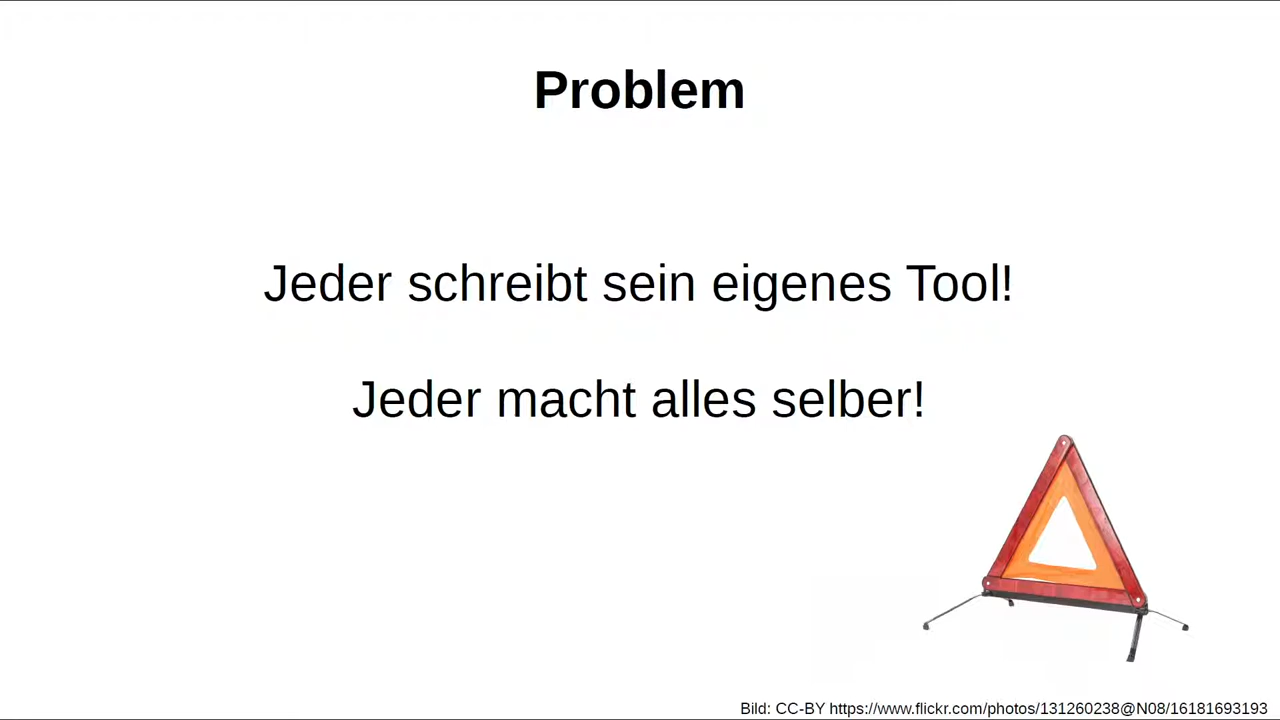 Problem
Jeder schreibt sein eigenes Tool!
Jeder macht alles selber!
Bild: CC-BY https://www.flickr.com/photos/131260238@N08/16181693193